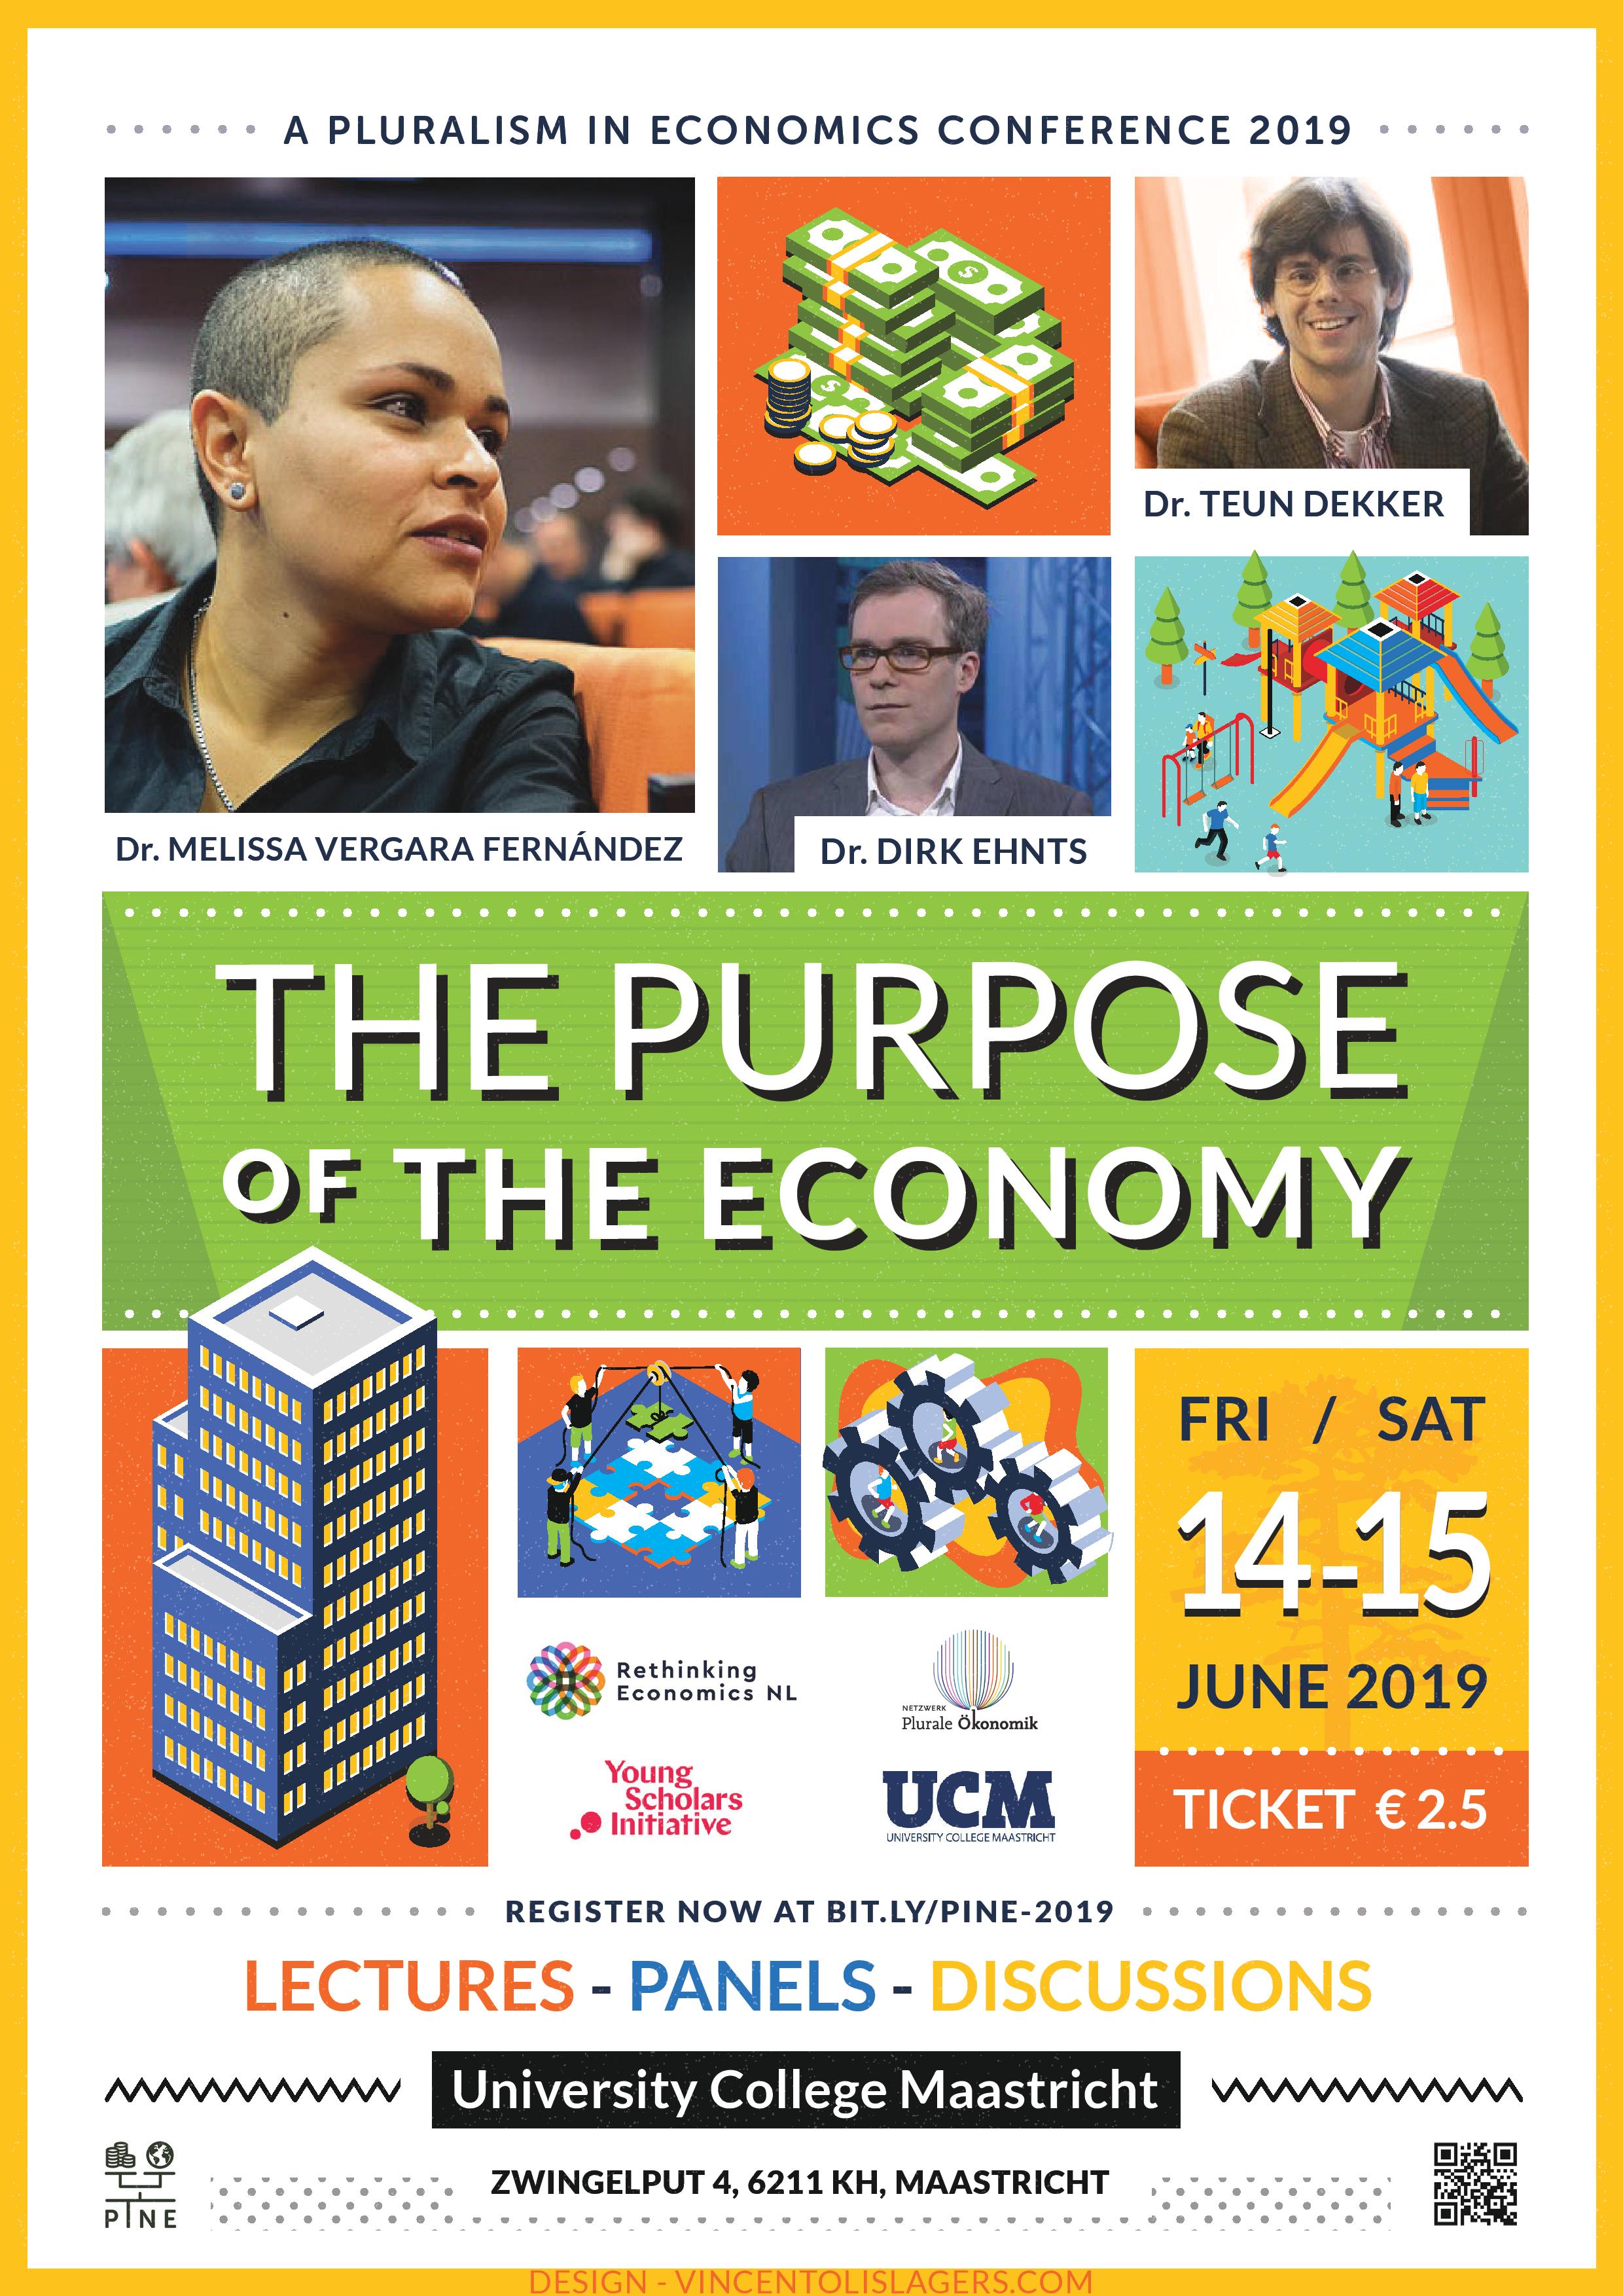 A PLURALISM IN ECONOMICS CONFERENCE 2019
Dr. TEUN DEKKER
Dr. MELISSA VERGARA FERNÁNDEZ
Dr. DIRK EHNTS
THE PURPOSE
OF THE ECONOMY
FRI / SAT
14-15
JUNE 2019
TICKET € 2.5
Rethinking
Economics NL
NETZWERK
Plurale Ökonomik
Young
Scholars
Initiative
UCM
UNIVERSITY COLLEGE MAASTRICHT
REGISTER NOW AT BIT.LY/PINE-2019
LECTURES - PANELS - DISCUSSIONS
University College Maastricht
ZWINGELPUT 4, 6211 KH, MAASTRICHT
PINE
DESIGN - VINCENTOLISLAGERS.COM